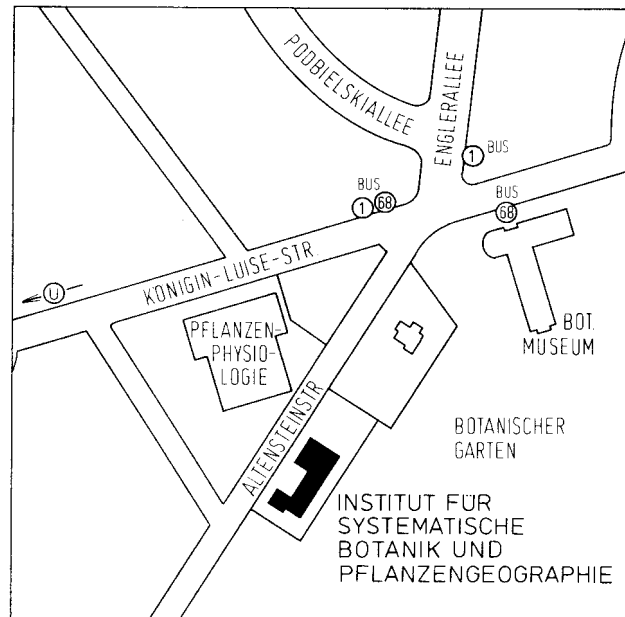 PODBIELSKIALLEE
ENGLERALLEE
1 BUS
BUS
1 68
BUS
68
KÖNIGIN-LUISE-STR.
U
PFLANZEN-
PHYSIO-
LOGIE
BOT.
MUSEUM
ALTENSTEINSTR
BOTANISCHER
GARTEN
INSTITUT FÜR
SYSTEMATISCHE
BOTANIK UND
PFLANZENGEOGRAPHIE